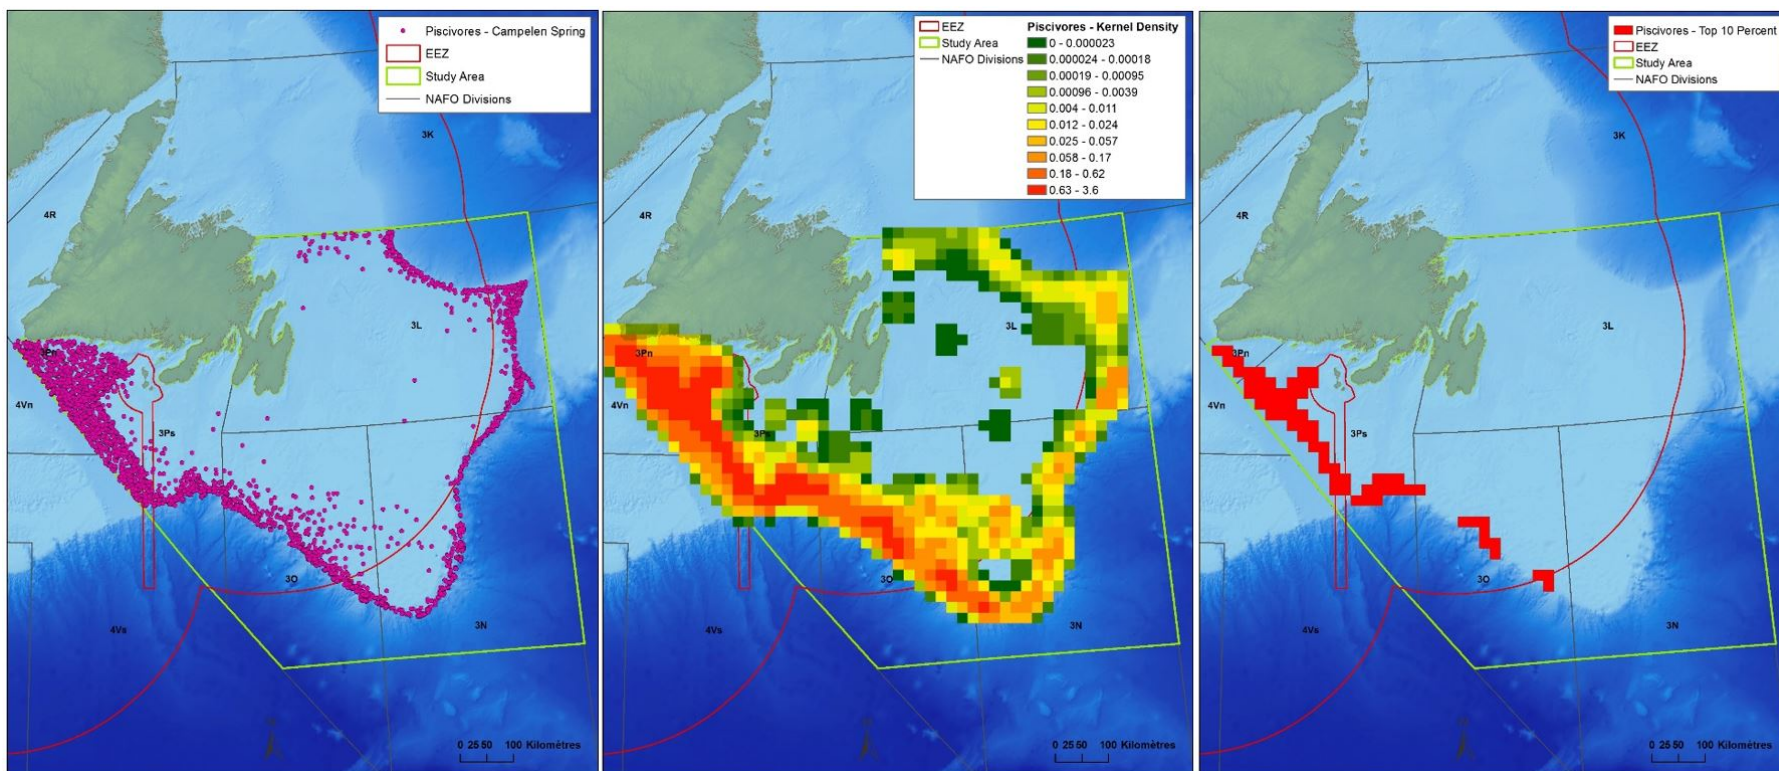 Piscivores - Campelen Spring
EEZ
Study Area
NAFO Divisions
3K
4R
3L
3Pn
4Vn
3Ps
3O
3N
4Vs
0 25 50 100 Kilomètres
EEZ
Study Area
NAFO Divisions
Piscivores - Kernel Density
0 - 0.000023
0.000024 - 0.00018
0.00019 - 0.00095
0.00096 - 0.0039
0.004 - 0.011
0.012 - 0.024
0.025 - 0.057
0.058 - 0.17
0.18 - 0.62
0.63 - 3.6
4R
3L
3Pn
4Vn
3Ps
3O
3N
4Vs
0 25 50 100 Kilomètres
Piscivores - Top 10 Percent
EEZ
Study Area
NAFO Divisions
3K
4R
3L
3Pn
4Vn
3Ps
3O
3N
4Vs
0 25 50 100 Kilomètres